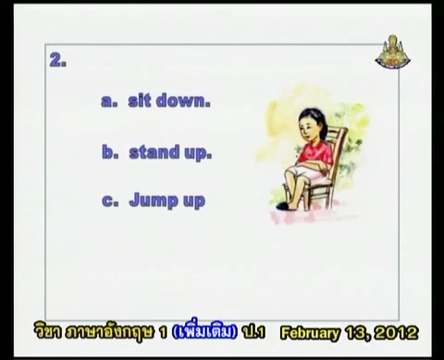 2.
a. sit down.
b. stand up.
c. Jump up
วิชา ภาษาอังกฤษ 1 (เพิ่มเติม) ป.1 February 13, 2012